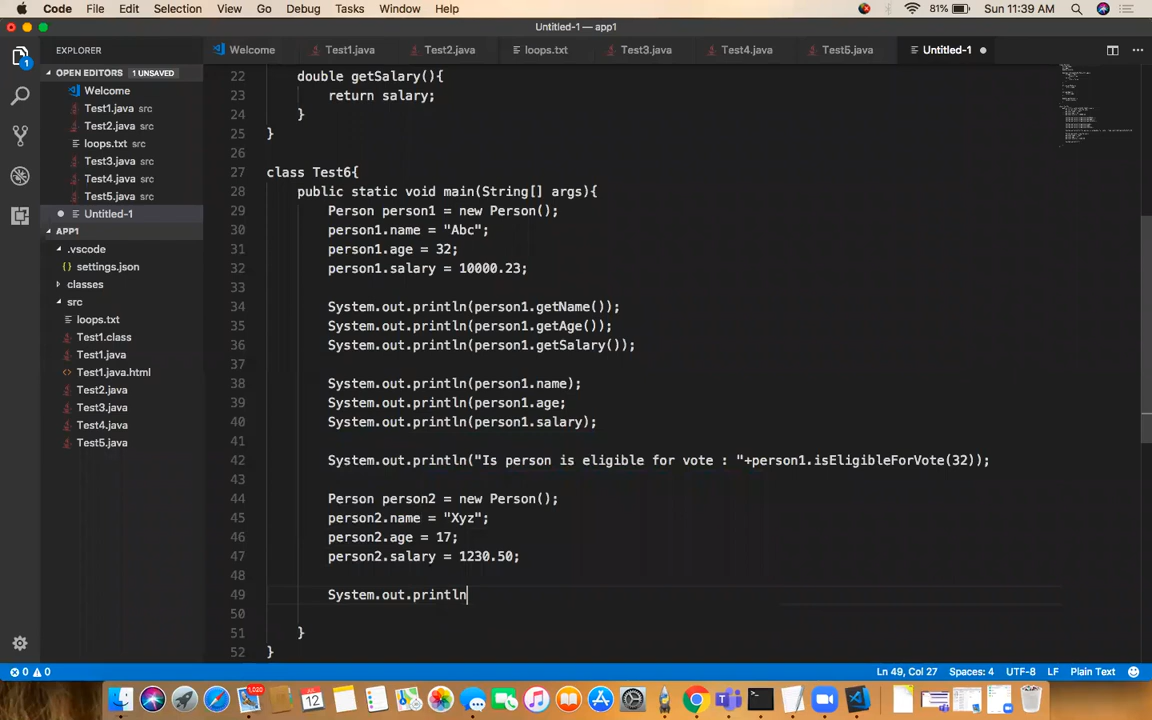 Code File Edit Selection View Go Debug Tasks Window Help 81% Sun 11:39 AM
Untitled-1 — app1
EXPLORER
Welcome Test1.java Test2.java loops.txt Test3.java Test4.java Test5.java Untitled-1
OPEN EDITORS 1 UNSAVED
Welcome
Test1.java src
Test2.java src
loops.txt src
Test3.java src
Test4.java src
Test5.java src
Untitled-1
APP1
.vscode
{} settings.json
classes
src
loops.txt
Test1.class
Test1.java
<> Test1.java.html
Test2.java
Test3.java
Test4.java
Test5.java
1
22 double getSalary(){
23 return salary;
24 }
25 }
26
27 class Test6{
28 public static void main(String[] args){
29 Person person1 = new Person();
30 person1.name = "Abc";
31 person1.age = 32;
32 person1.salary = 10000.23;
33
34 System.out.println(person1.getName());
35 System.out.println(person1.getAge());
36 System.out.println(person1.getSalary());
37
38 System.out.println(person1.name);
39 System.out.println(person1.age;
40 System.out.println(person1.salary);
41
42 System.out.println("Is person is eligible for vote : "+person1.isEligibleForVote(32));
43
44 Person person2 = new Person();
45 person2.name = "Xyz";
46 person2.age = 17;
47 person2.salary = 1230.50;
48
49 System.out.println
50
51 }
52 }
0 0 Ln 49, Col 27 Spaces: 4 UTF-8 LF Plain Text
1,020
12